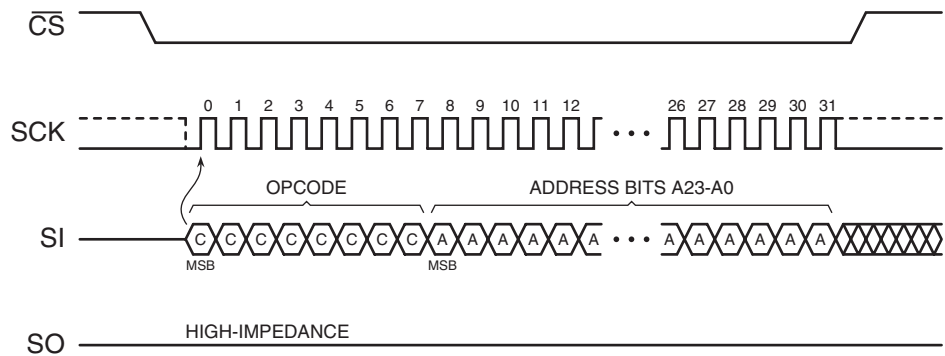 CS
0 1 2 3 4 5 6 7 8 9 10 11 12 26 27 28 29 30 31
SCK • • •
OPCODE ADDRESS BITS A23-A0
SI C C C C C C C C A A A A A A • • • A A A A A A
MSB MSB
HIGH-IMPEDANCE
SO